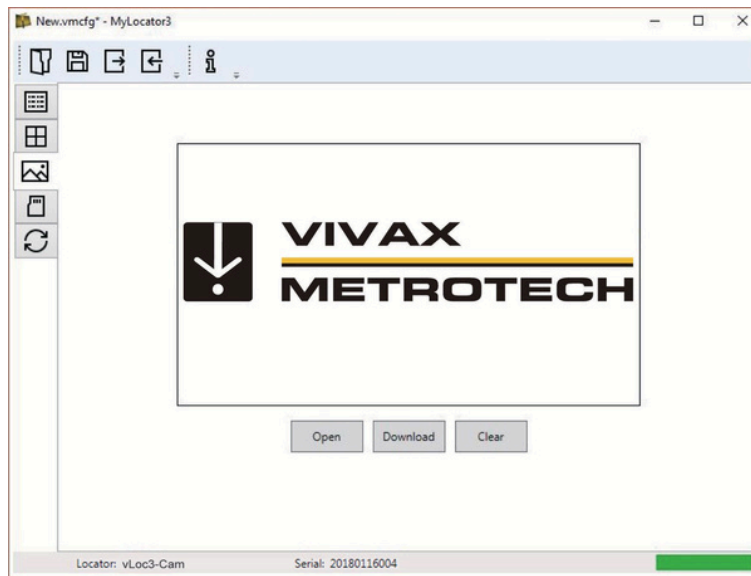 New.vmcfg* - MyLocator3
VIVAX
METROTECH
Open Download Clear
Locator: vLoc3-Cam Serial: 20180116004